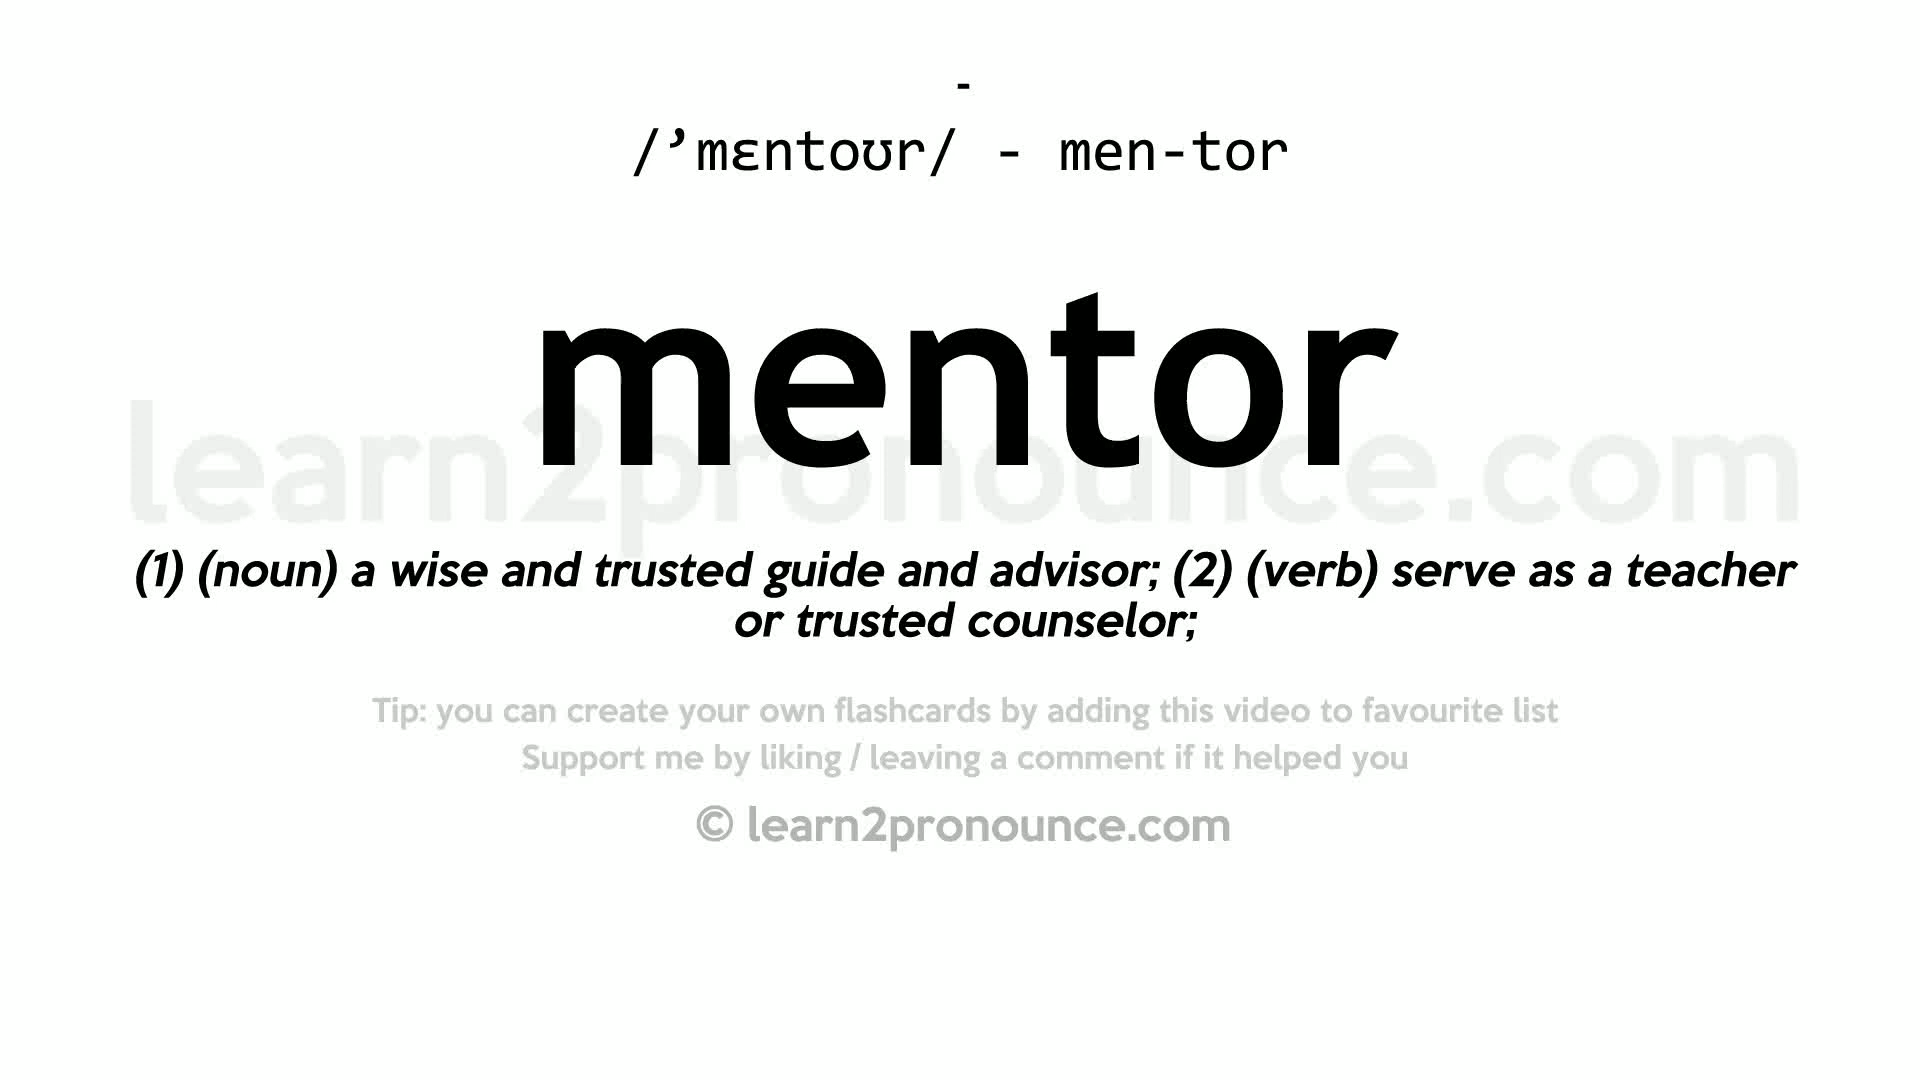 -
/’mɛntoʊr/ - men-tor
mentor
learn2pronounce.com
(1) (noun) a wise and trusted guide and advisor; (2) (verb) serve as a teacher
or trusted counselor;
Tip: you can create your own flashcards by adding this video to favourite list
Support me by liking / leaving a comment if it helped you
© learn2pronounce.com